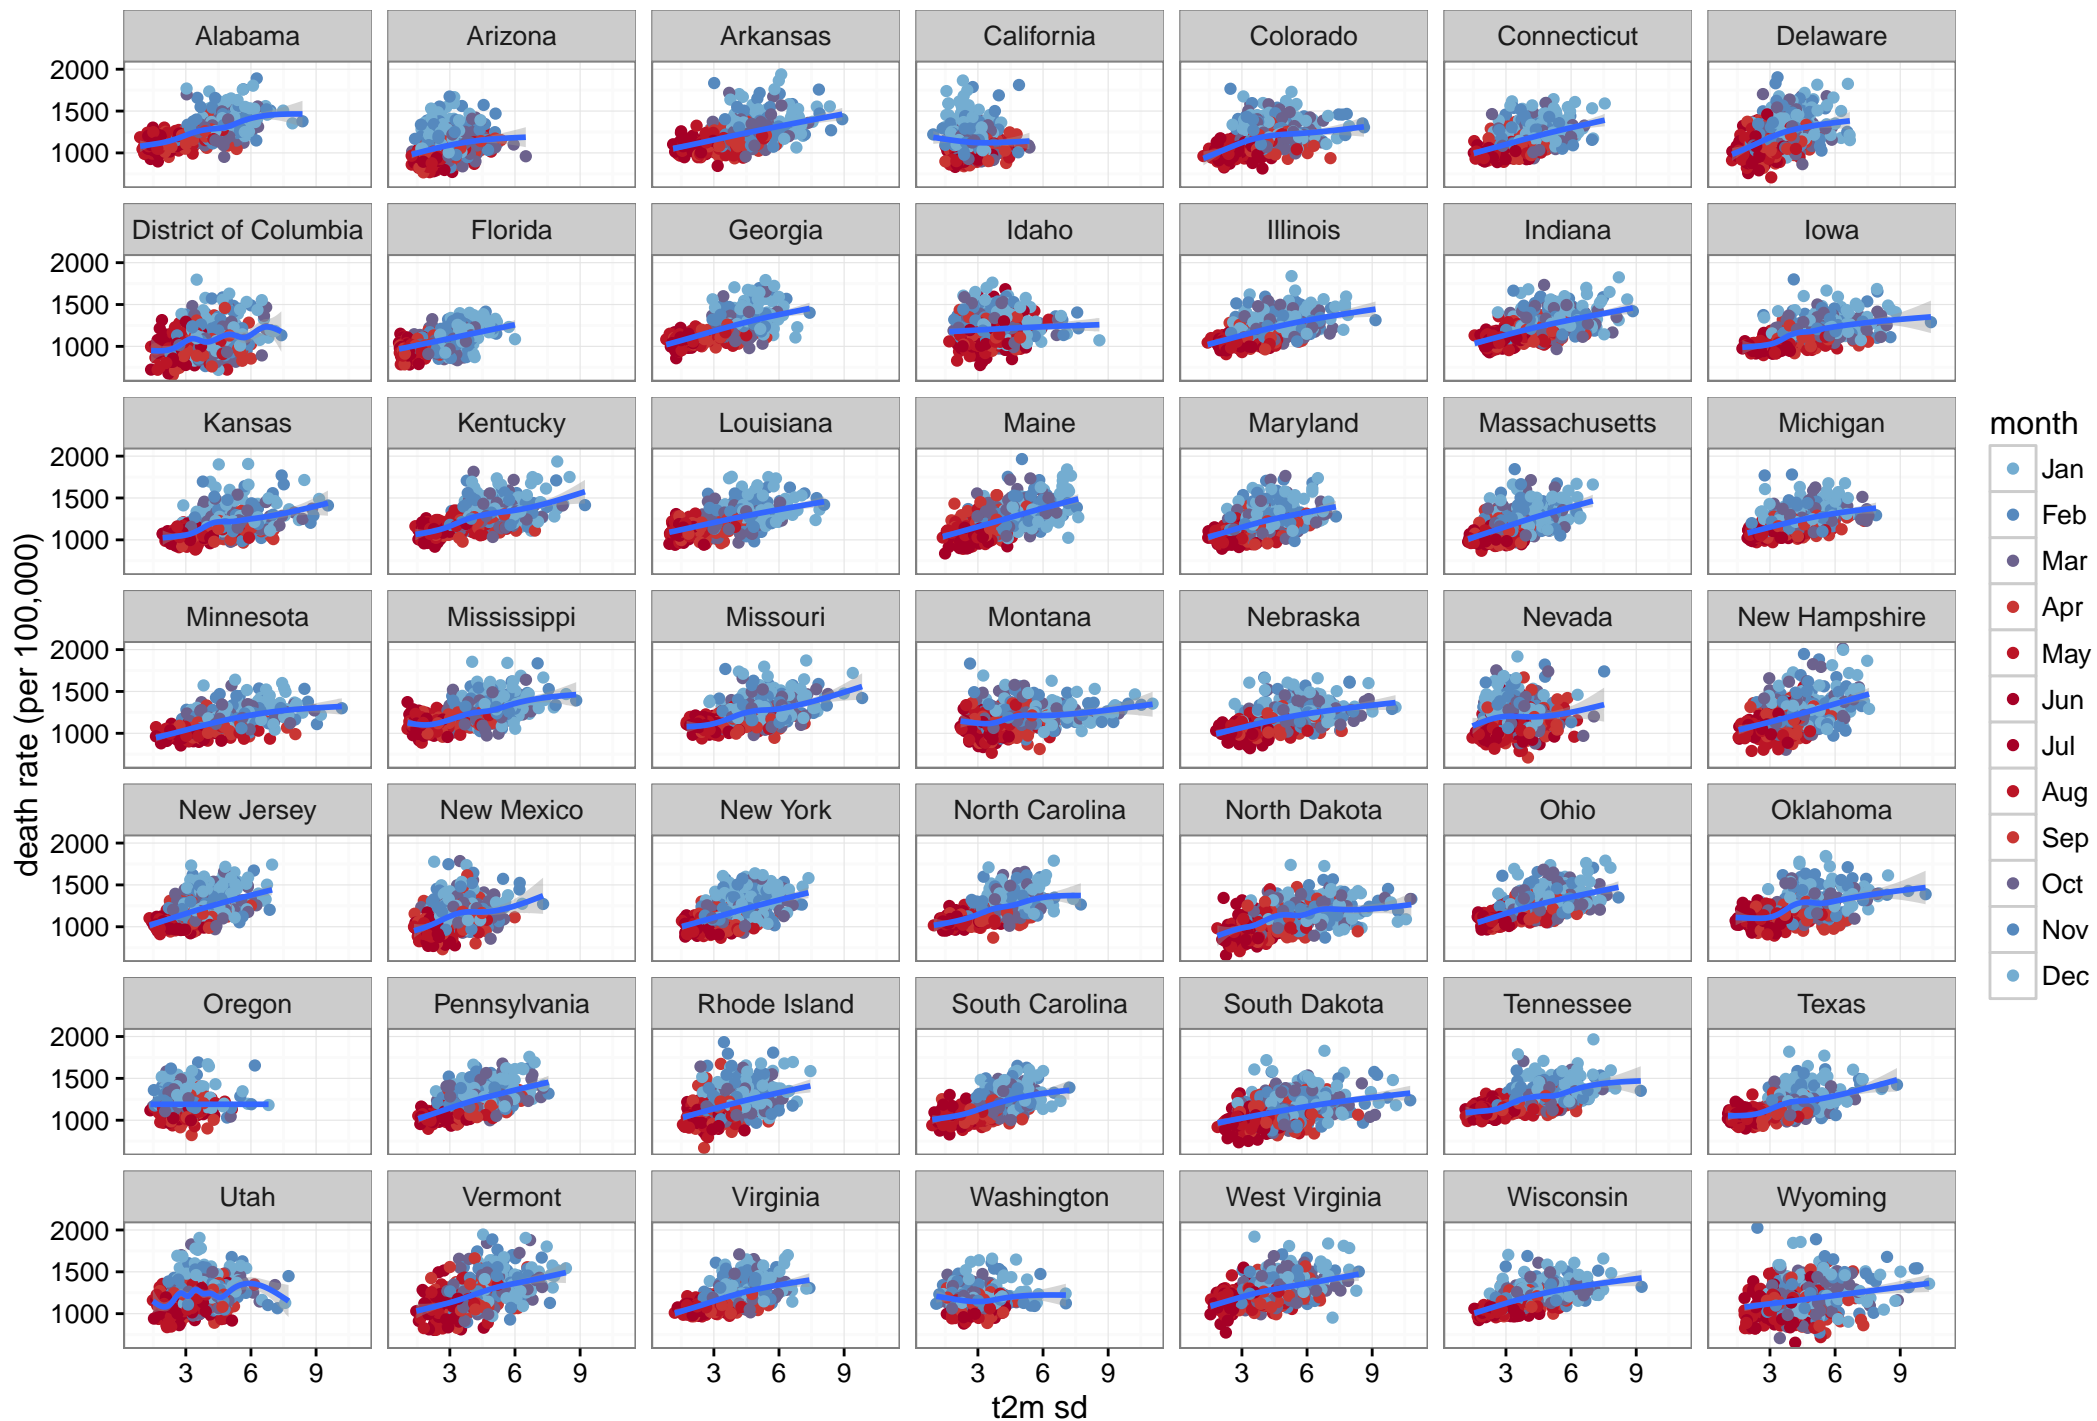 Alabama Arizona Arkansas California Colorado Connecticut Delaware
2000
1500
1000
District of Columbia Florida Georgia Idaho Illinois Indiana Iowa
2000
1500
1000
Kansas Kentucky Louisiana Maine Maryland Massachusetts Michigan
2000
1500
1000
Minnesota Mississippi Missouri Montana Nebraska Nevada New Hampshire
2000
1500
1000
New Jersey New Mexico New York North Carolina North Dakota Ohio Oklahoma
2000
1500
1000
Oregon Pennsylvania Rhode Island South Carolina South Dakota Tennessee Texas
2000
1500
1000
Utah Vermont Virginia Washington West Virginia Wisconsin Wyoming
2000
1500
1000
3 6 9 3 6 9 3 6 9 3 6 9 3 6 9 3 6 9 3 6 9
t2m sd
death rate (per 100,000)
month
Jan
Feb
Mar
Apr
May
Jun
Jul
Aug
Sep
Oct
Nov
Dec